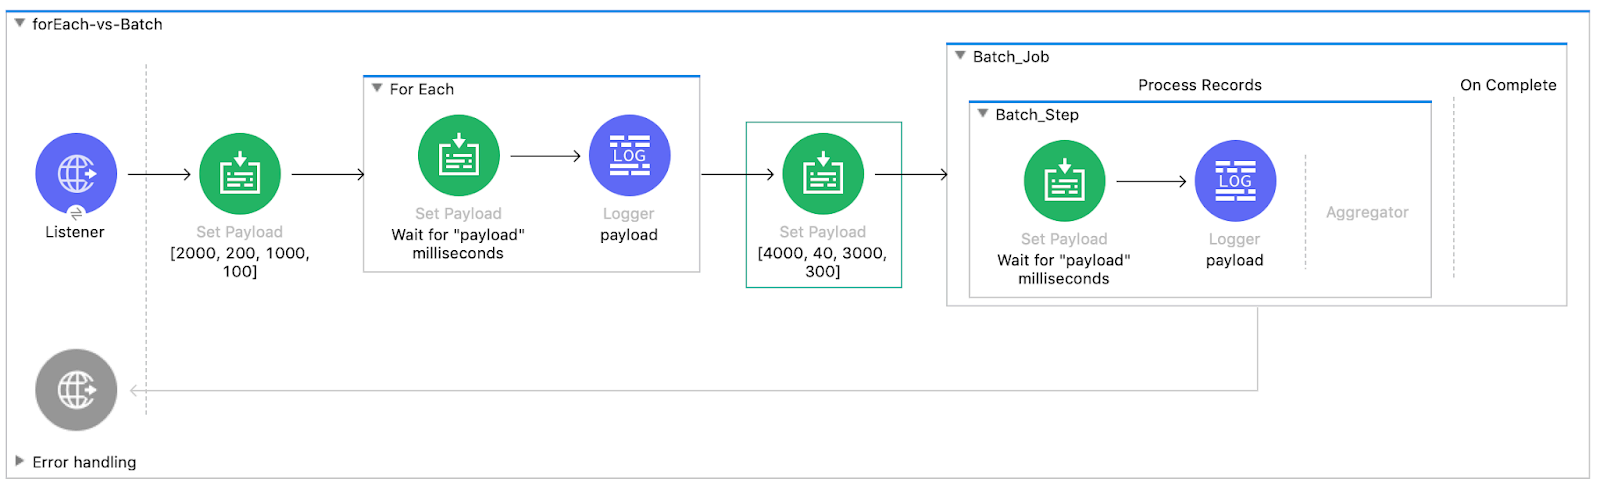 forEach-vs-Batch
Listener
Set Payload
[2000, 200, 1000,
100]
For Each
Set Payload
Wait for "payload"
milliseconds
LOG
Logger
payload
Set Payload
[4000, 40, 3000,
300]
Batch_Job
Process Records
On Complete
Batch_Step
Set Payload
Wait for "payload"
milliseconds
LOG
Logger
payload
Aggregator
Error handling